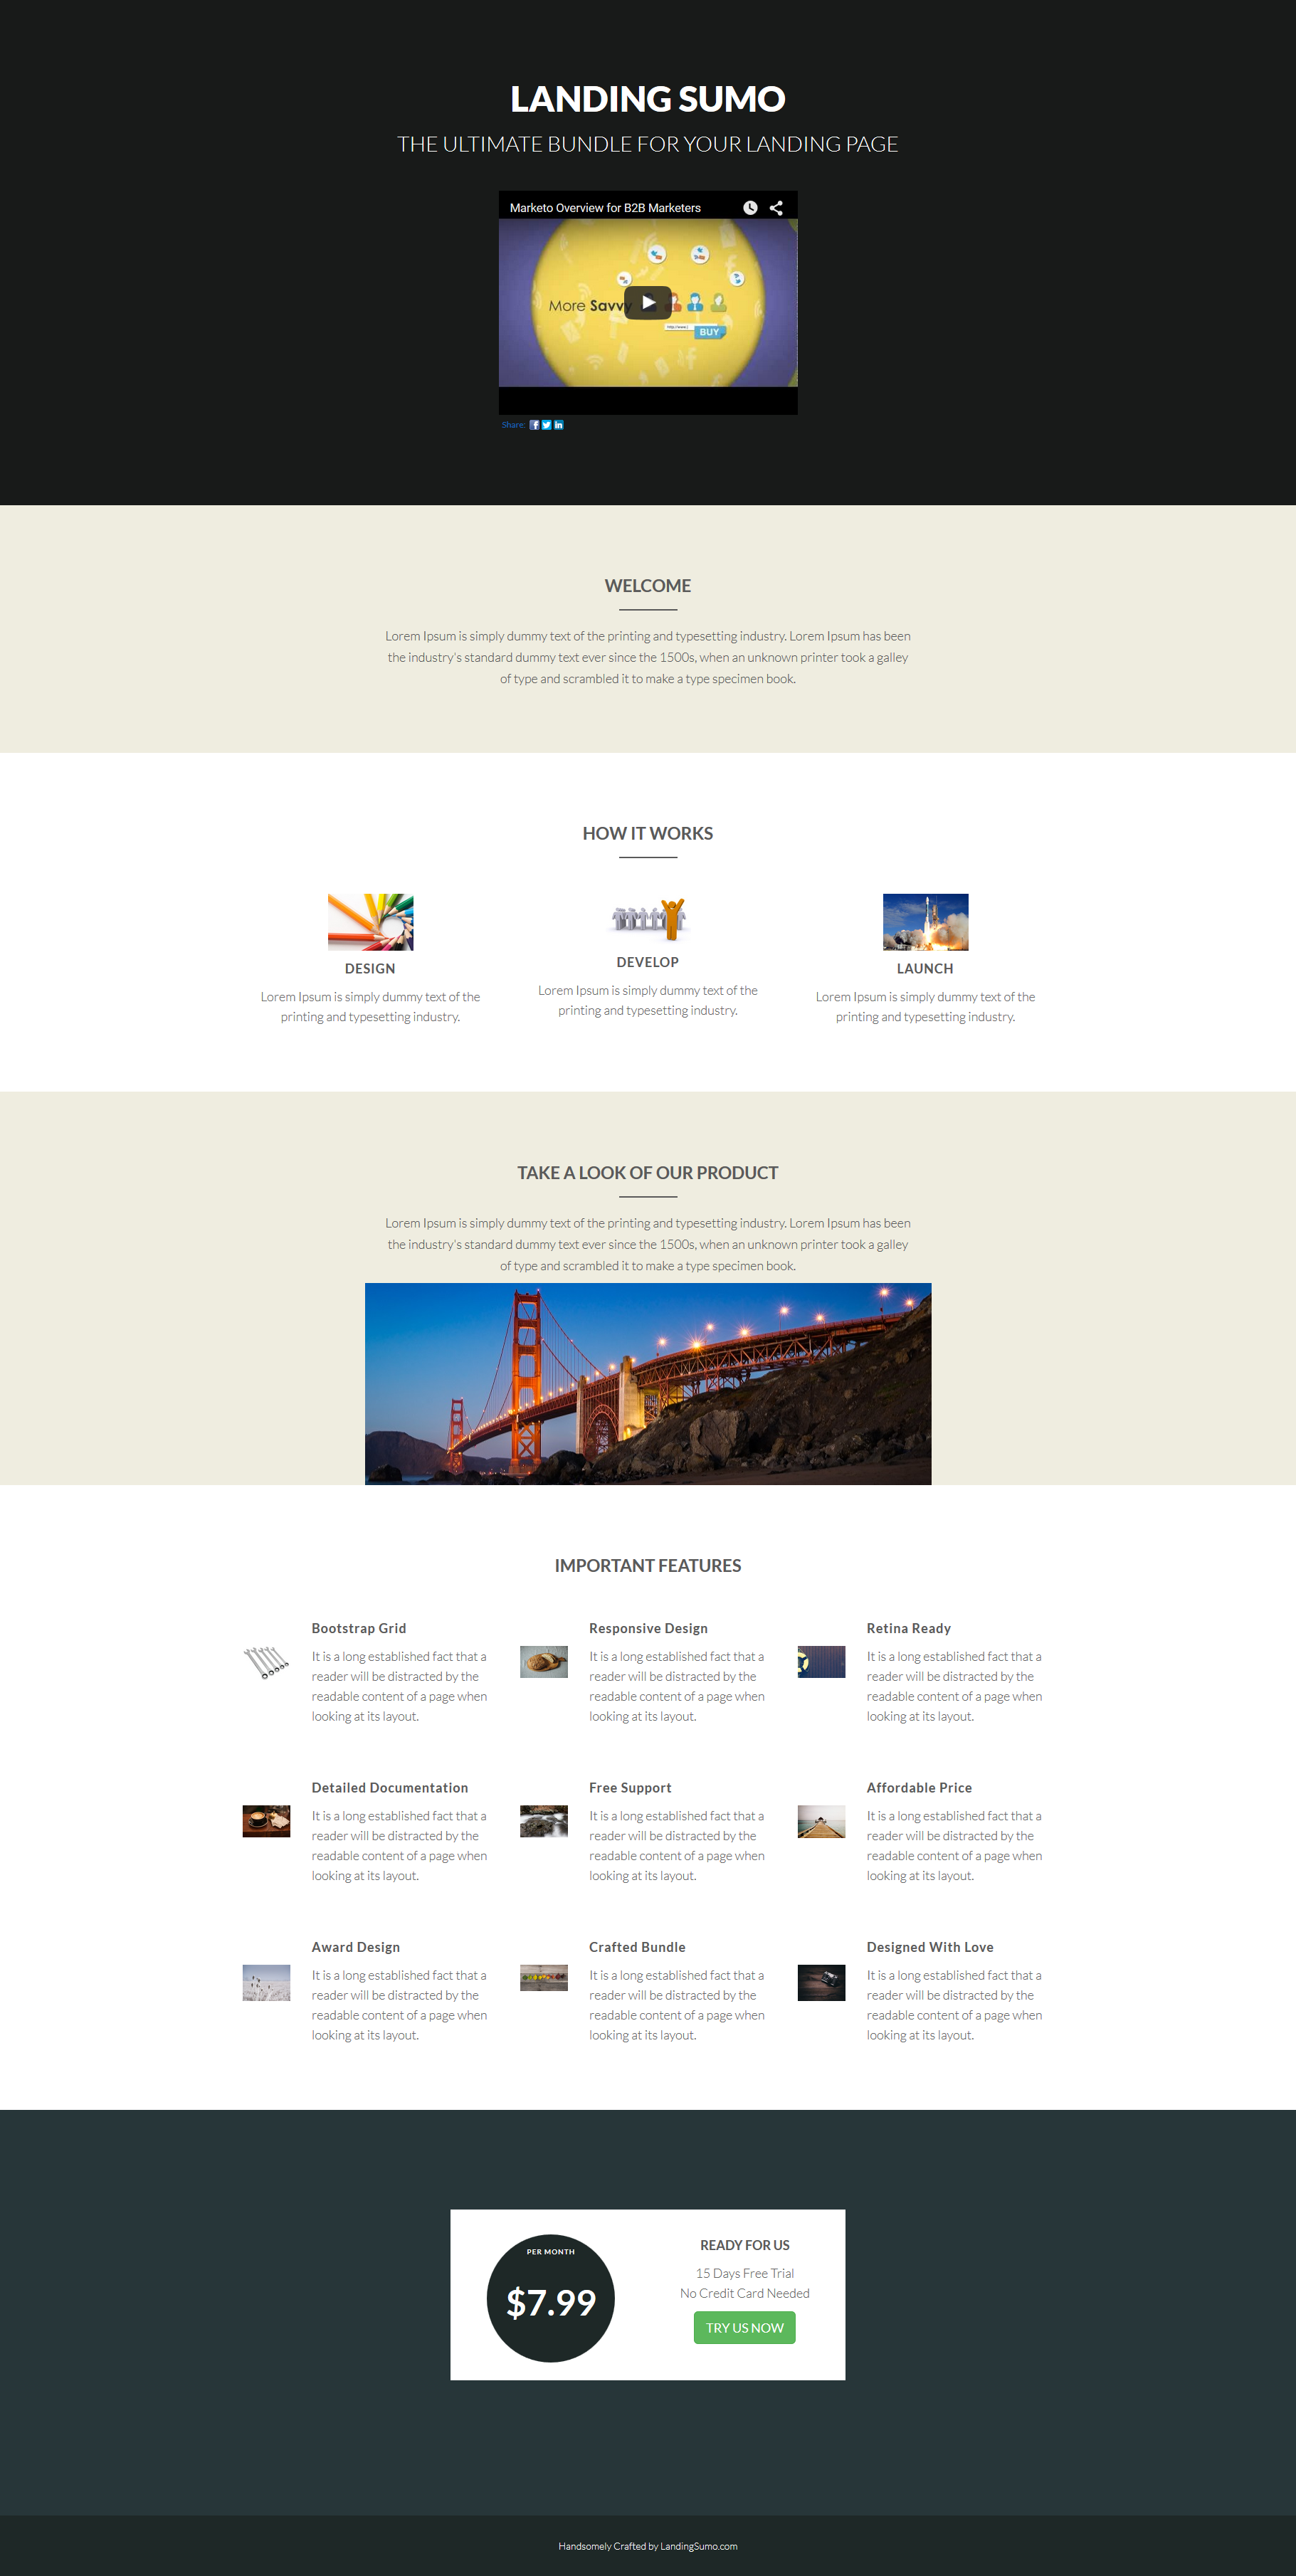 LANDING SUMO
THE ULTIMATE BUNDLE FOR YOUR LANDING PAGE
Marketo Overview for B2B Marketers
More Savvy
http://www.
BUY
Share:
WELCOME
Lorem Ipsum is simply dummy text of the printing and typesetting industry. Lorem Ipsum has been
the industry's standard dummy text ever since the 1500s, when an unknown printer took a galley
of type and scrambled it to make a type specimen book.
HOW IT WORKS
DESIGN
Lorem Ipsum is simply dummy text of the
printing and typesetting industry.
DEVELOP
Lorem Ipsum is simply dummy text of the
printing and typesetting industry.
LAUNCH
Lorem Ipsum is simply dummy text of the
printing and typesetting industry.
TAKE A LOOK OF OUR PRODUCT
Lorem Ipsum is simply dummy text of the printing and typesetting industry. Lorem Ipsum has been
the industry's standard dummy text ever since the 1500s, when an unknown printer took a galley
of type and scrambled it to make a type specimen book.
IMPORTANT FEATURES
Bootstrap Grid
It is a long established fact that a
reader will be distracted by the
readable content of a page when
looking at its layout.
Responsive Design
It is a long established fact that a
reader will be distracted by the
readable content of a page when
looking at its layout.
Retina Ready
It is a long established fact that a
reader will be distracted by the
readable content of a page when
looking at its layout.
Detailed Documentation
It is a long established fact that a
reader will be distracted by the
readable content of a page when
looking at its layout.
Free Support
It is a long established fact that a
reader will be distracted by the
readable content of a page when
looking at its layout.
Affordable Price
It is a long established fact that a
reader will be distracted by the
readable content of a page when
looking at its layout.
Award Design
It is a long established fact that a
reader will be distracted by the
readable content of a page when
looking at its layout.
Crafted Bundle
It is a long established fact that a
reader will be distracted by the
readable content of a page when
looking at its layout.
Designed With Love
It is a long established fact that a
reader will be distracted by the
readable content of a page when
looking at its layout.
PER MONTH
$7.99
READY FOR US
15 Days Free Trial
No Credit Card Needed
TRY US NOW
Handsomely Crafted by LandingSumo.com